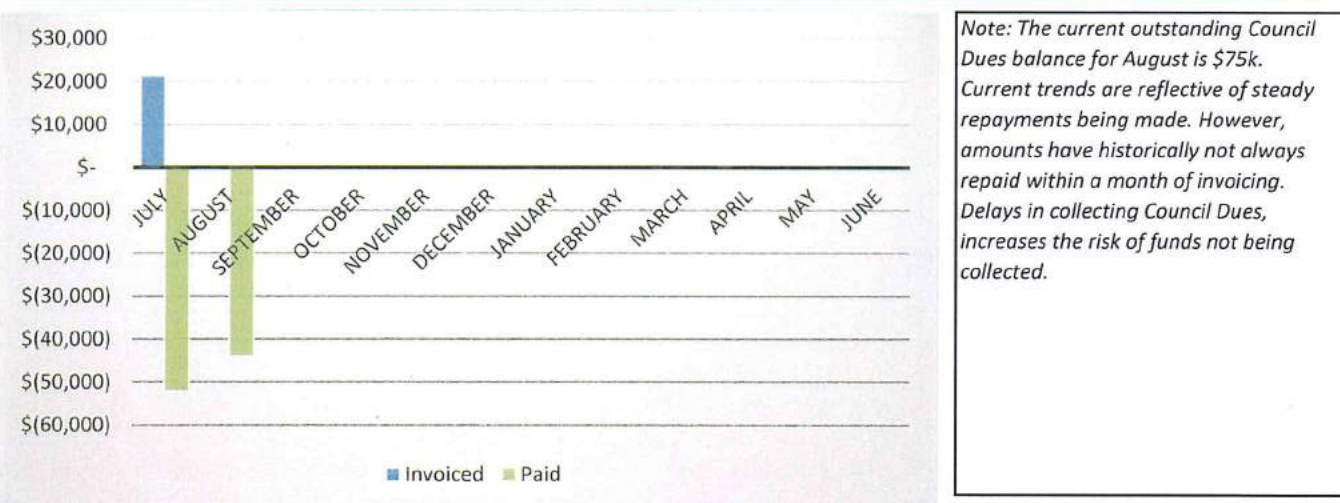 $30,000
$20,000
$10,000
$-
$(10,000)
$(20,000)
$(30,000)
$(40,000)
$(50,000)
$(60,000)
JULY
AUGUST
SEPTEMBER
OCTOBER
NOVEMBER
DECEMBER
JANUARY
FEBRUARY
MARCH
APRIL
MAY
JUNE
Invoiced
Paid
Note: The current outstanding Council
Dues balance for August is $75k.
Current trends are reflective of steady
repayments being made. However,
amounts have historically not always
repaid within a month of invoicing.
Delays in collecting Council Dues,
increases the risk of funds not being
collected.